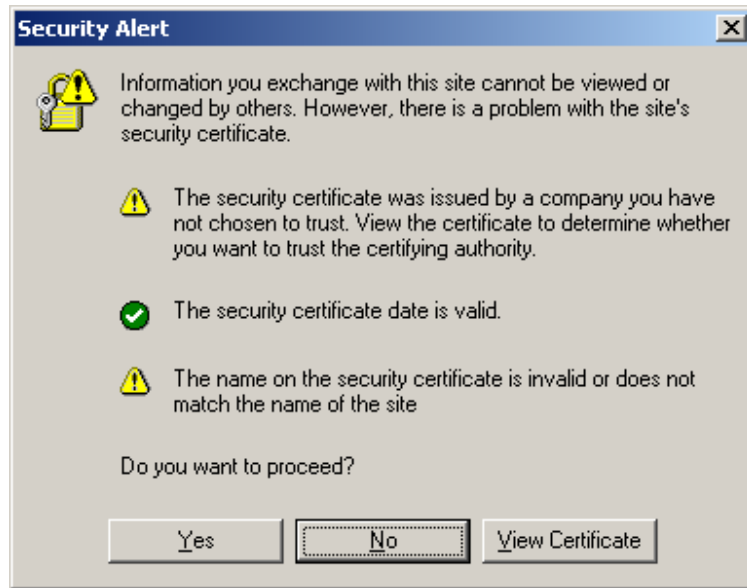 Security Alert
Information you exchange with this site cannot be viewed or
changed by others. However, there is a problem with the site's
security certificate.
The security certificate was issued by a company you have
not chosen to trust. View the certificate to determine whether
you want to trust the certifying authority.
The security certificate date is valid.
The name on the security certificate is invalid or does not
match the name of the site
Do you want to proceed?
Yes
No
View Certificate